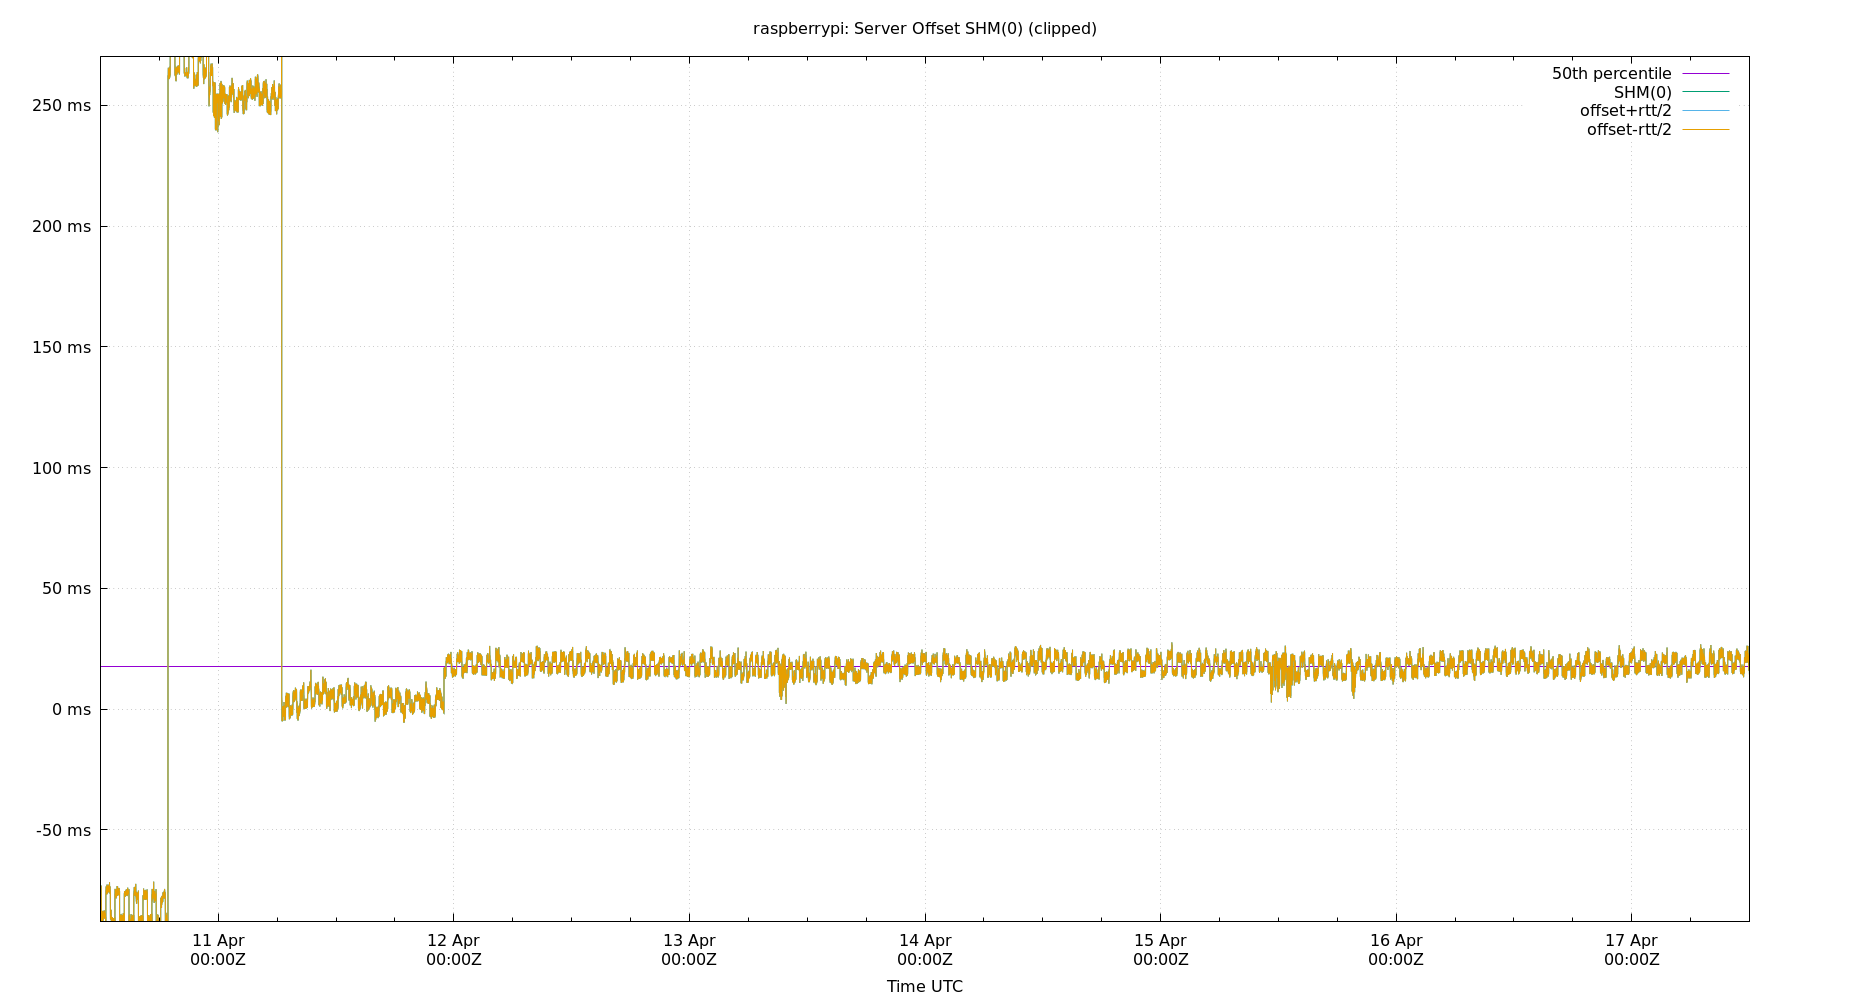 raspberrypi: Server Offset SHM(0) (clipped)
50th percentile
SHM(0)
offset+rtt/2
offset-rtt/2
250 ms
200 ms
150 ms
100 ms
50 ms
0 ms
-50 ms
11 Apr 12 Apr 13 Apr 14 Apr 15 Apr 16 Apr 17 Apr
00:00Z 00:00Z 00:00Z 00:00Z 00:00Z 00:00Z 00:00Z
Time UTC